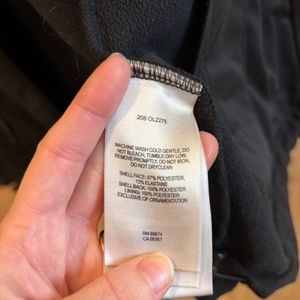 208 OL2276
MACHINE WASH COLD GENTLE, DO
NOT BLEACH, TUMBLE DRY LOW,
REMOVE PROMPTLY, DO NOT IRON,
DO NOT DRYCLEAN
SHELL FACE: 87% POLYESTER,
13% ELASTANE
SHELL BACK: 100% POLYESTER
LINING: 100% POLYESTER
EXCLUSIVE OF ORNAMENTATION
RN 89674
CA 05367